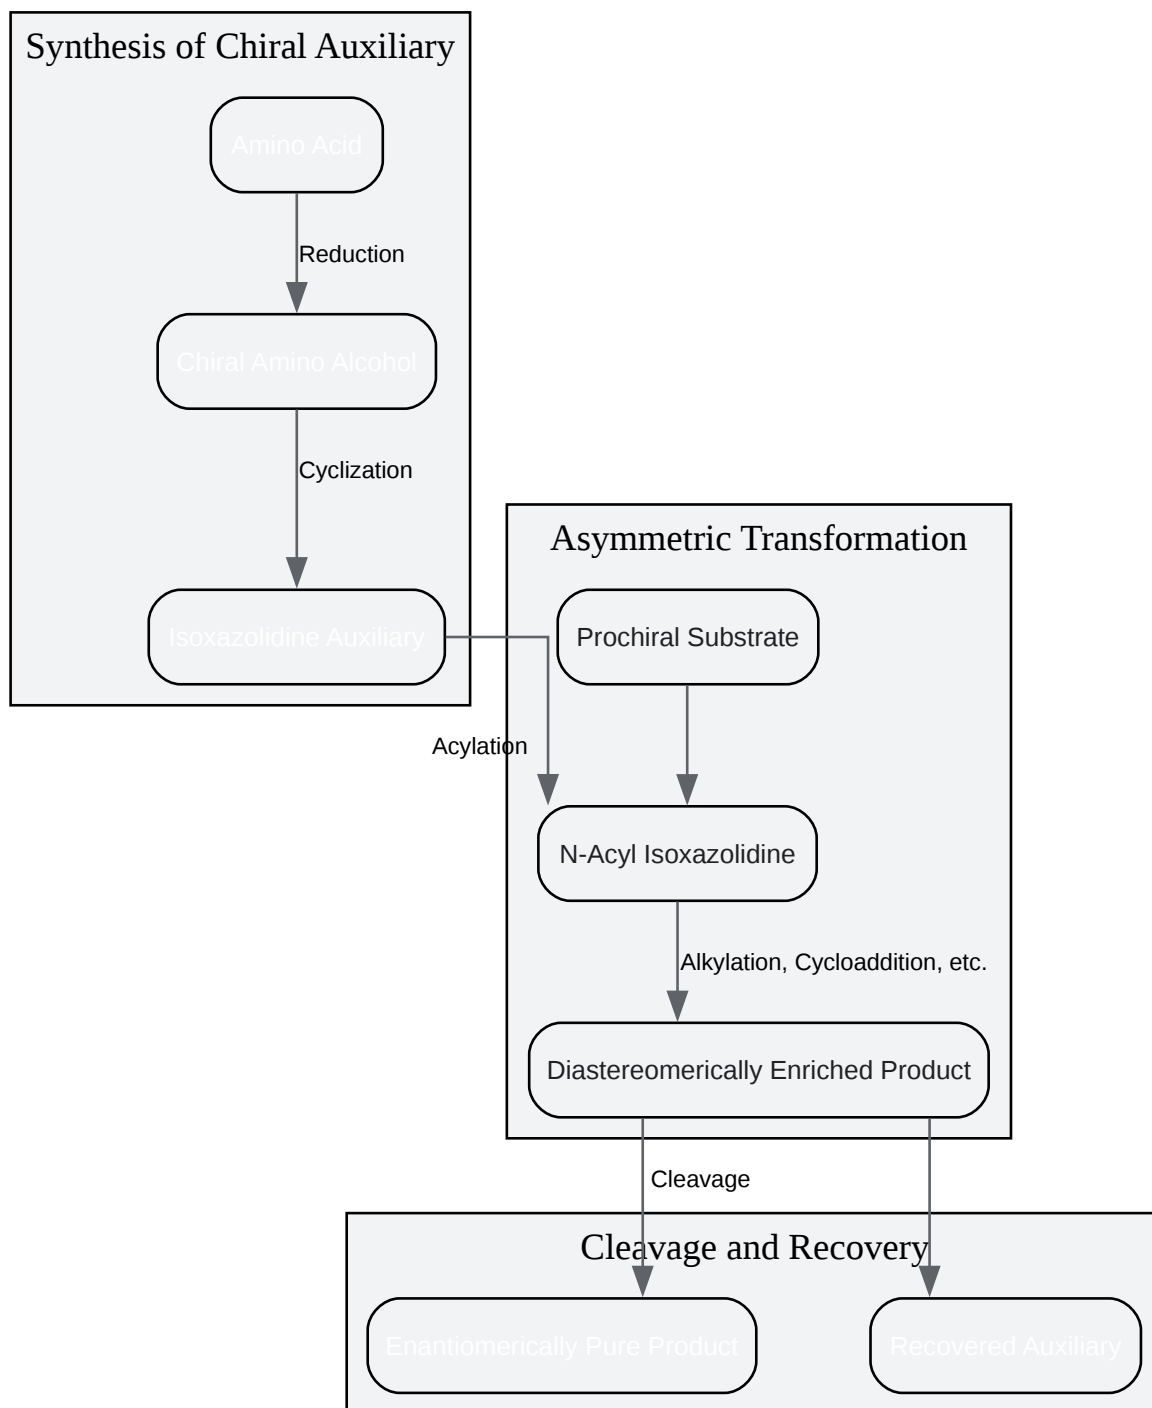 Synthesis of Chiral Auxiliary
Amino Acid
Reduction
Chiral Amino Alcohol
Cyclization
Isoxazolidine Auxiliary
Asymmetric Transformation
Prochiral Substrate
Acylation
N-Acyl Isoxazolidine
Alkylation, Cycloaddition, etc.
Diastereomerically Enriched Product
Cleavage
Cleavage and Recovery
Enantiomerically Pure Product
Recovered Auxiliary